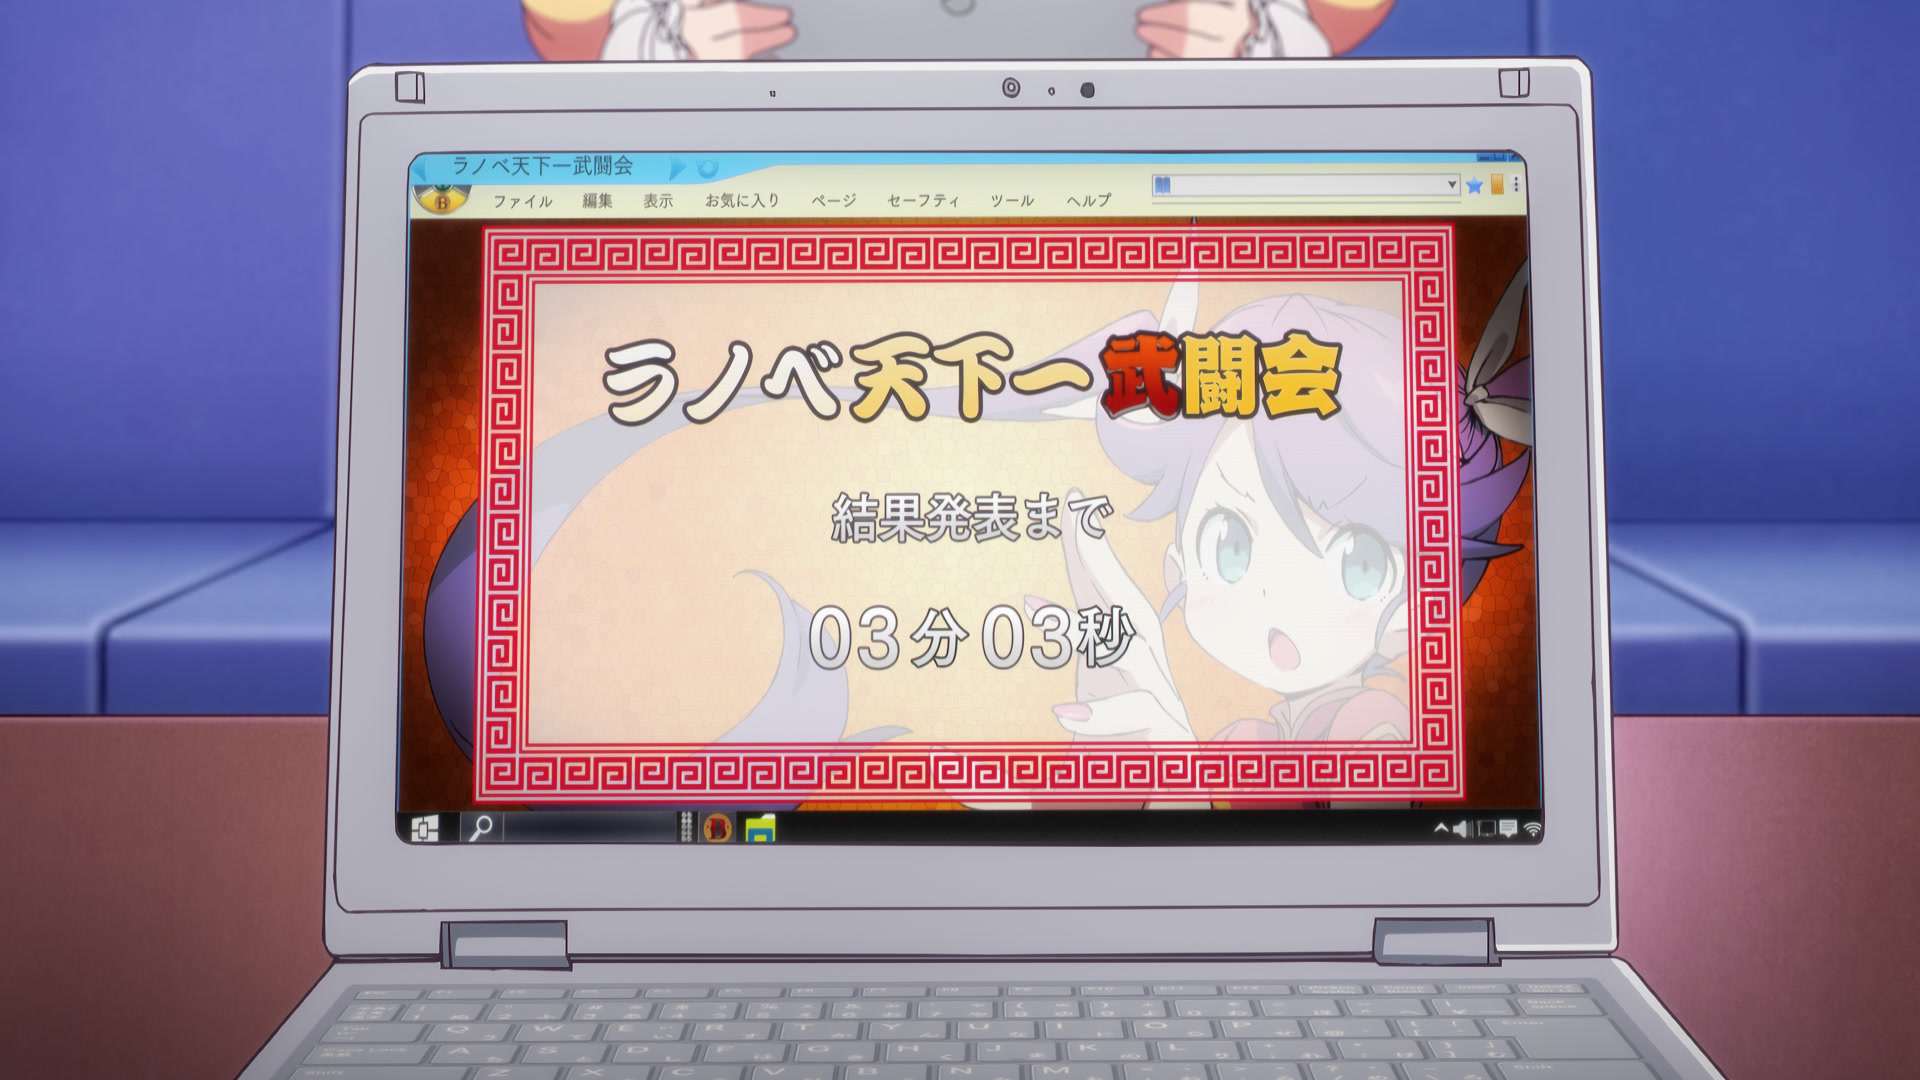 ラノベ天下一武闘会
ファイル 編集 表示 お気に入り ページ セーフティ ツール ヘルプ
B
ラノベ天下一武闘会
結果発表まで
03分03秒
B
Q W E R T Y U I O P
A S D F G H J K L
Z X C V B N M